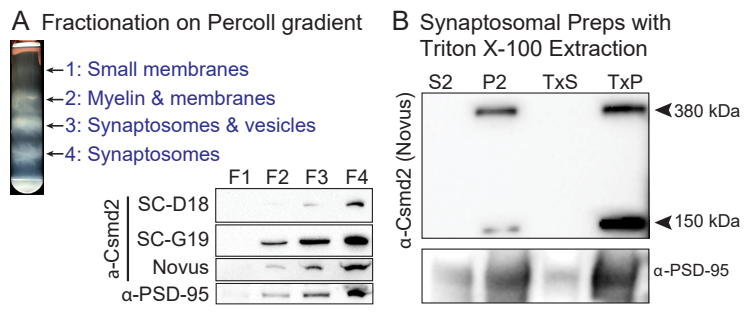 A Fractionation on Percoll gradient
1: Small membranes
2: Myelin & membranes
3: Synaptosomes & vesicles
4: Synaptosomes
F1 F2 F3 F4
a-Csmd2
SC-D18
SC-G19
Novus
α-PSD-95
B Synaptosomal Preps with
Triton X-100 Extraction
S2 P2 TxS TxP
α-Csmd2 (Novus)
380 kDa
150 kDa
α-PSD-95